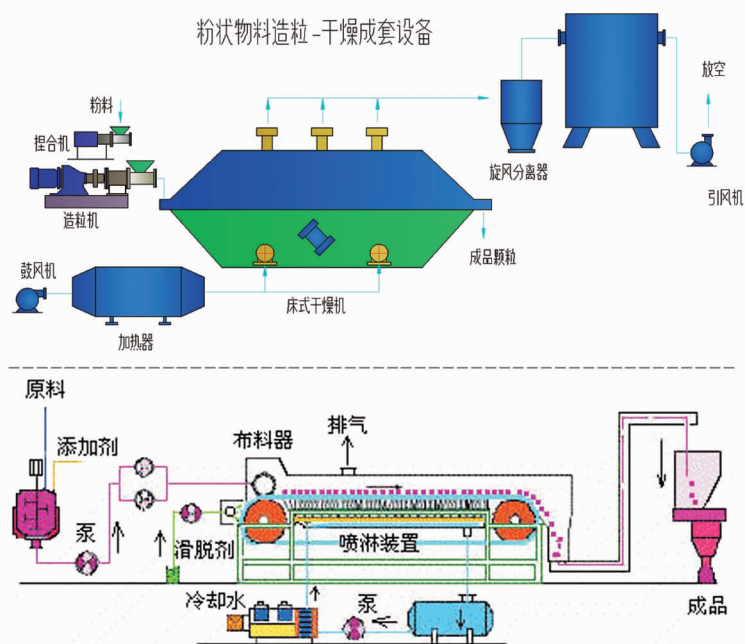 粉状物料造粒-干燥成套设备
粉料
捏合机
造粒机
鼓风机
加热器
床式干燥机
成品颗粒
旋风分离器
放空
引风机
原料
添加剂
泵
滑脱剂
布料器
排气
喷淋装置
冷却水
泵
成品